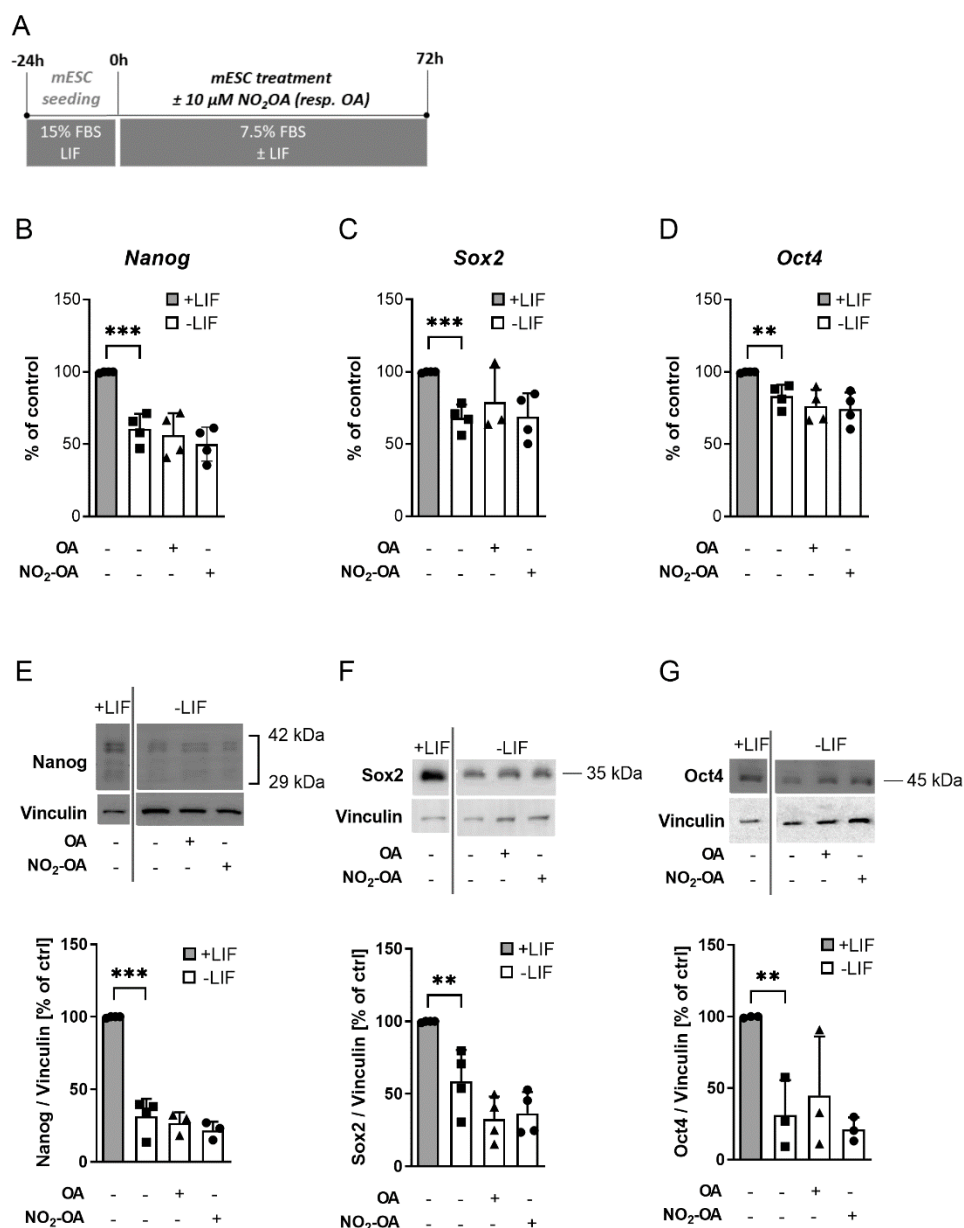 A
-24h 0h 72h
mESC seeding
mESC treatment
± 10 µM NO₂OA (resp. OA)
15% FBS
LIF
7.5% FBS
± LIF
B
Nanog
+LIF
-LIF
***
150
100
50
0
% of control
OA - - + -
NO₂-OA - - - +
C
Sox2
+LIF
-LIF
***
150
100
50
0
% of control
OA - - + -
NO₂-OA - - - +
D
Oct4
+LIF
-LIF
**
150
100
50
0
% of control
- - + -
- - - +
E
+LIF -LIF
Nanog
42 kDa
29 kDa
Vinculin
OA - - + -
NO₂-OA - - - +
F
+LIF -LIF
Sox2
35 kDa
Vinculin
OA - - + -
NO₂-OA - - - +
G
+LIF -LIF
Oct4
45 kDa
Vinculin
OA - - + -
NO₂-OA - - - +
+LIF
-LIF
***
150
100
50
0
Nanog / Vinculin [% of ctrl]
OA - - + -
NO₂-OA - - - +
+LIF
-LIF
**
150
100
50
0
Sox2 / Vinculin [% of ctrl]
OA - - + -
NO₂-OA - - - +
+LIF
-LIF
**
150
100
50
0
Oct4 / Vinculin [% of ctrl]
OA - - + -
NO₂-OA - - - +